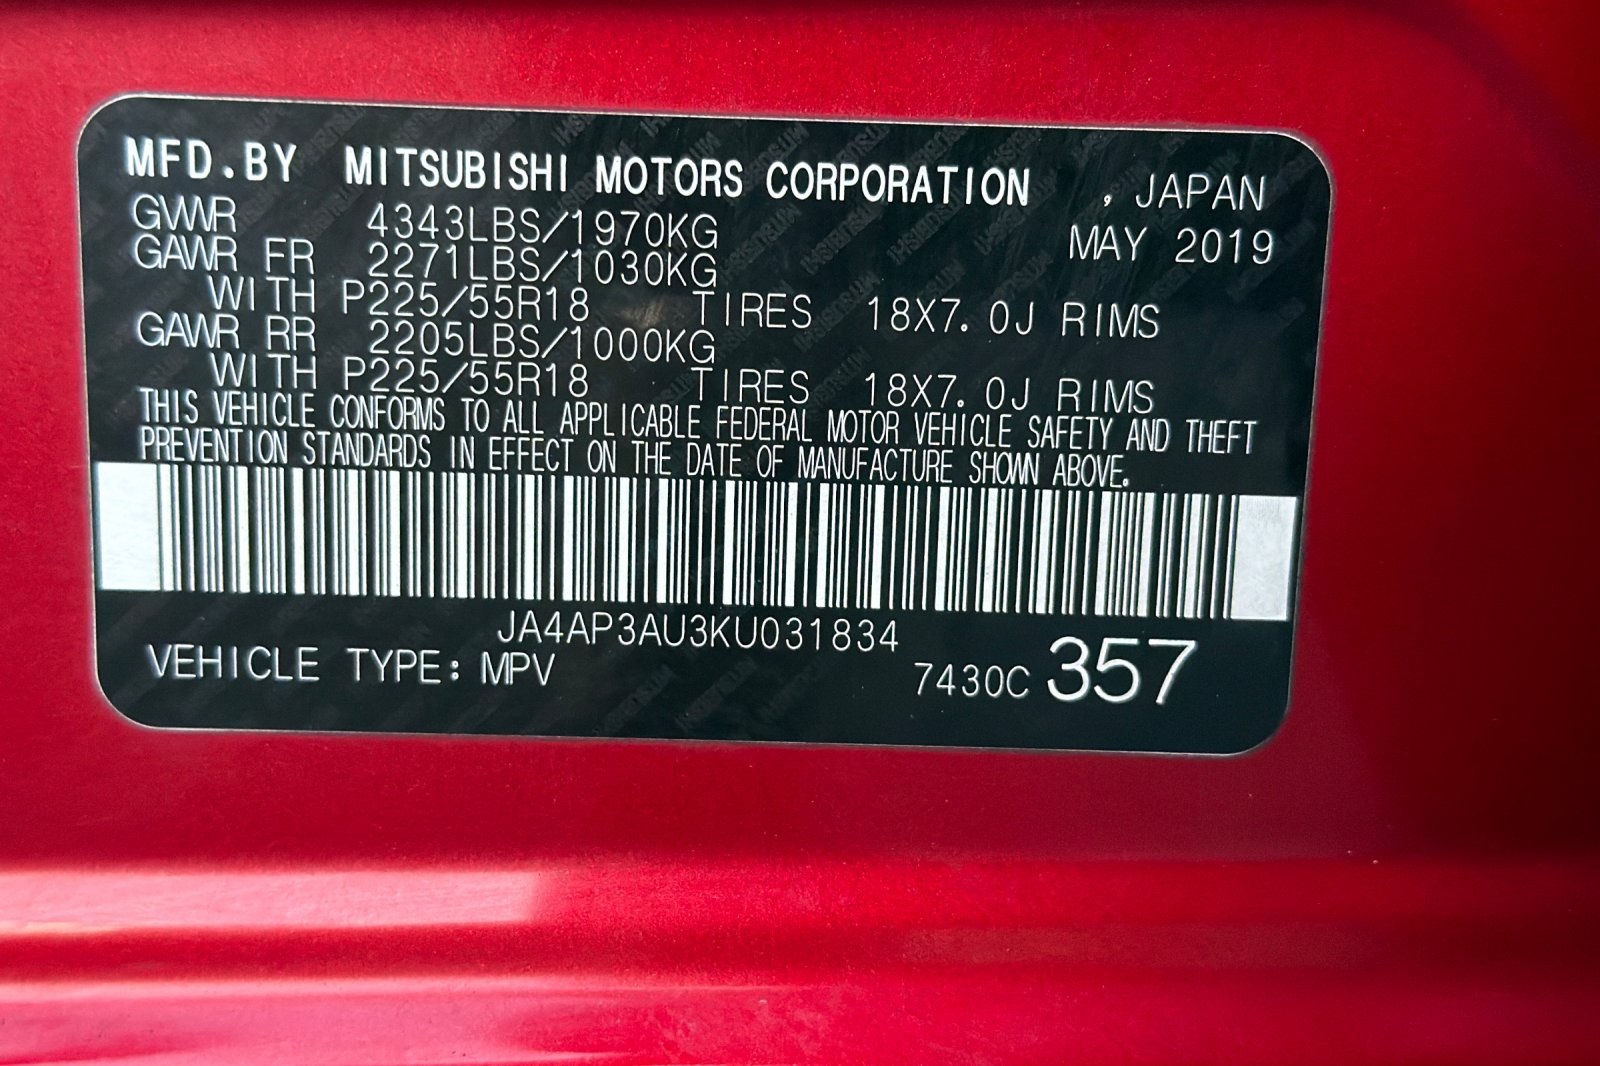 MFD.BY MITSUBISHI MOTORS CORPORATION , JAPAN
GVWR 4343LBS/1970KG MAY 2019
GAWR FR 2271LBS/1030KG
WITH P225/55R18 TIRES 18X7.0J RIMS
GAWR RR 2205LBS/1000KG
WITH P225/55R18 TIRES 18X7.0J RIMS
THIS VEHICLE CONFORMS TO ALL APPLICABLE FEDERAL MOTOR VEHICLE SAFETY AND THEFT
PREVENTION STANDARDS IN EFFECT ON THE DATE OF MANUFACTURE SHOWN ABOVE.
JA4AP3AU3KU031834
VEHICLE TYPE: MPV 7430C 357